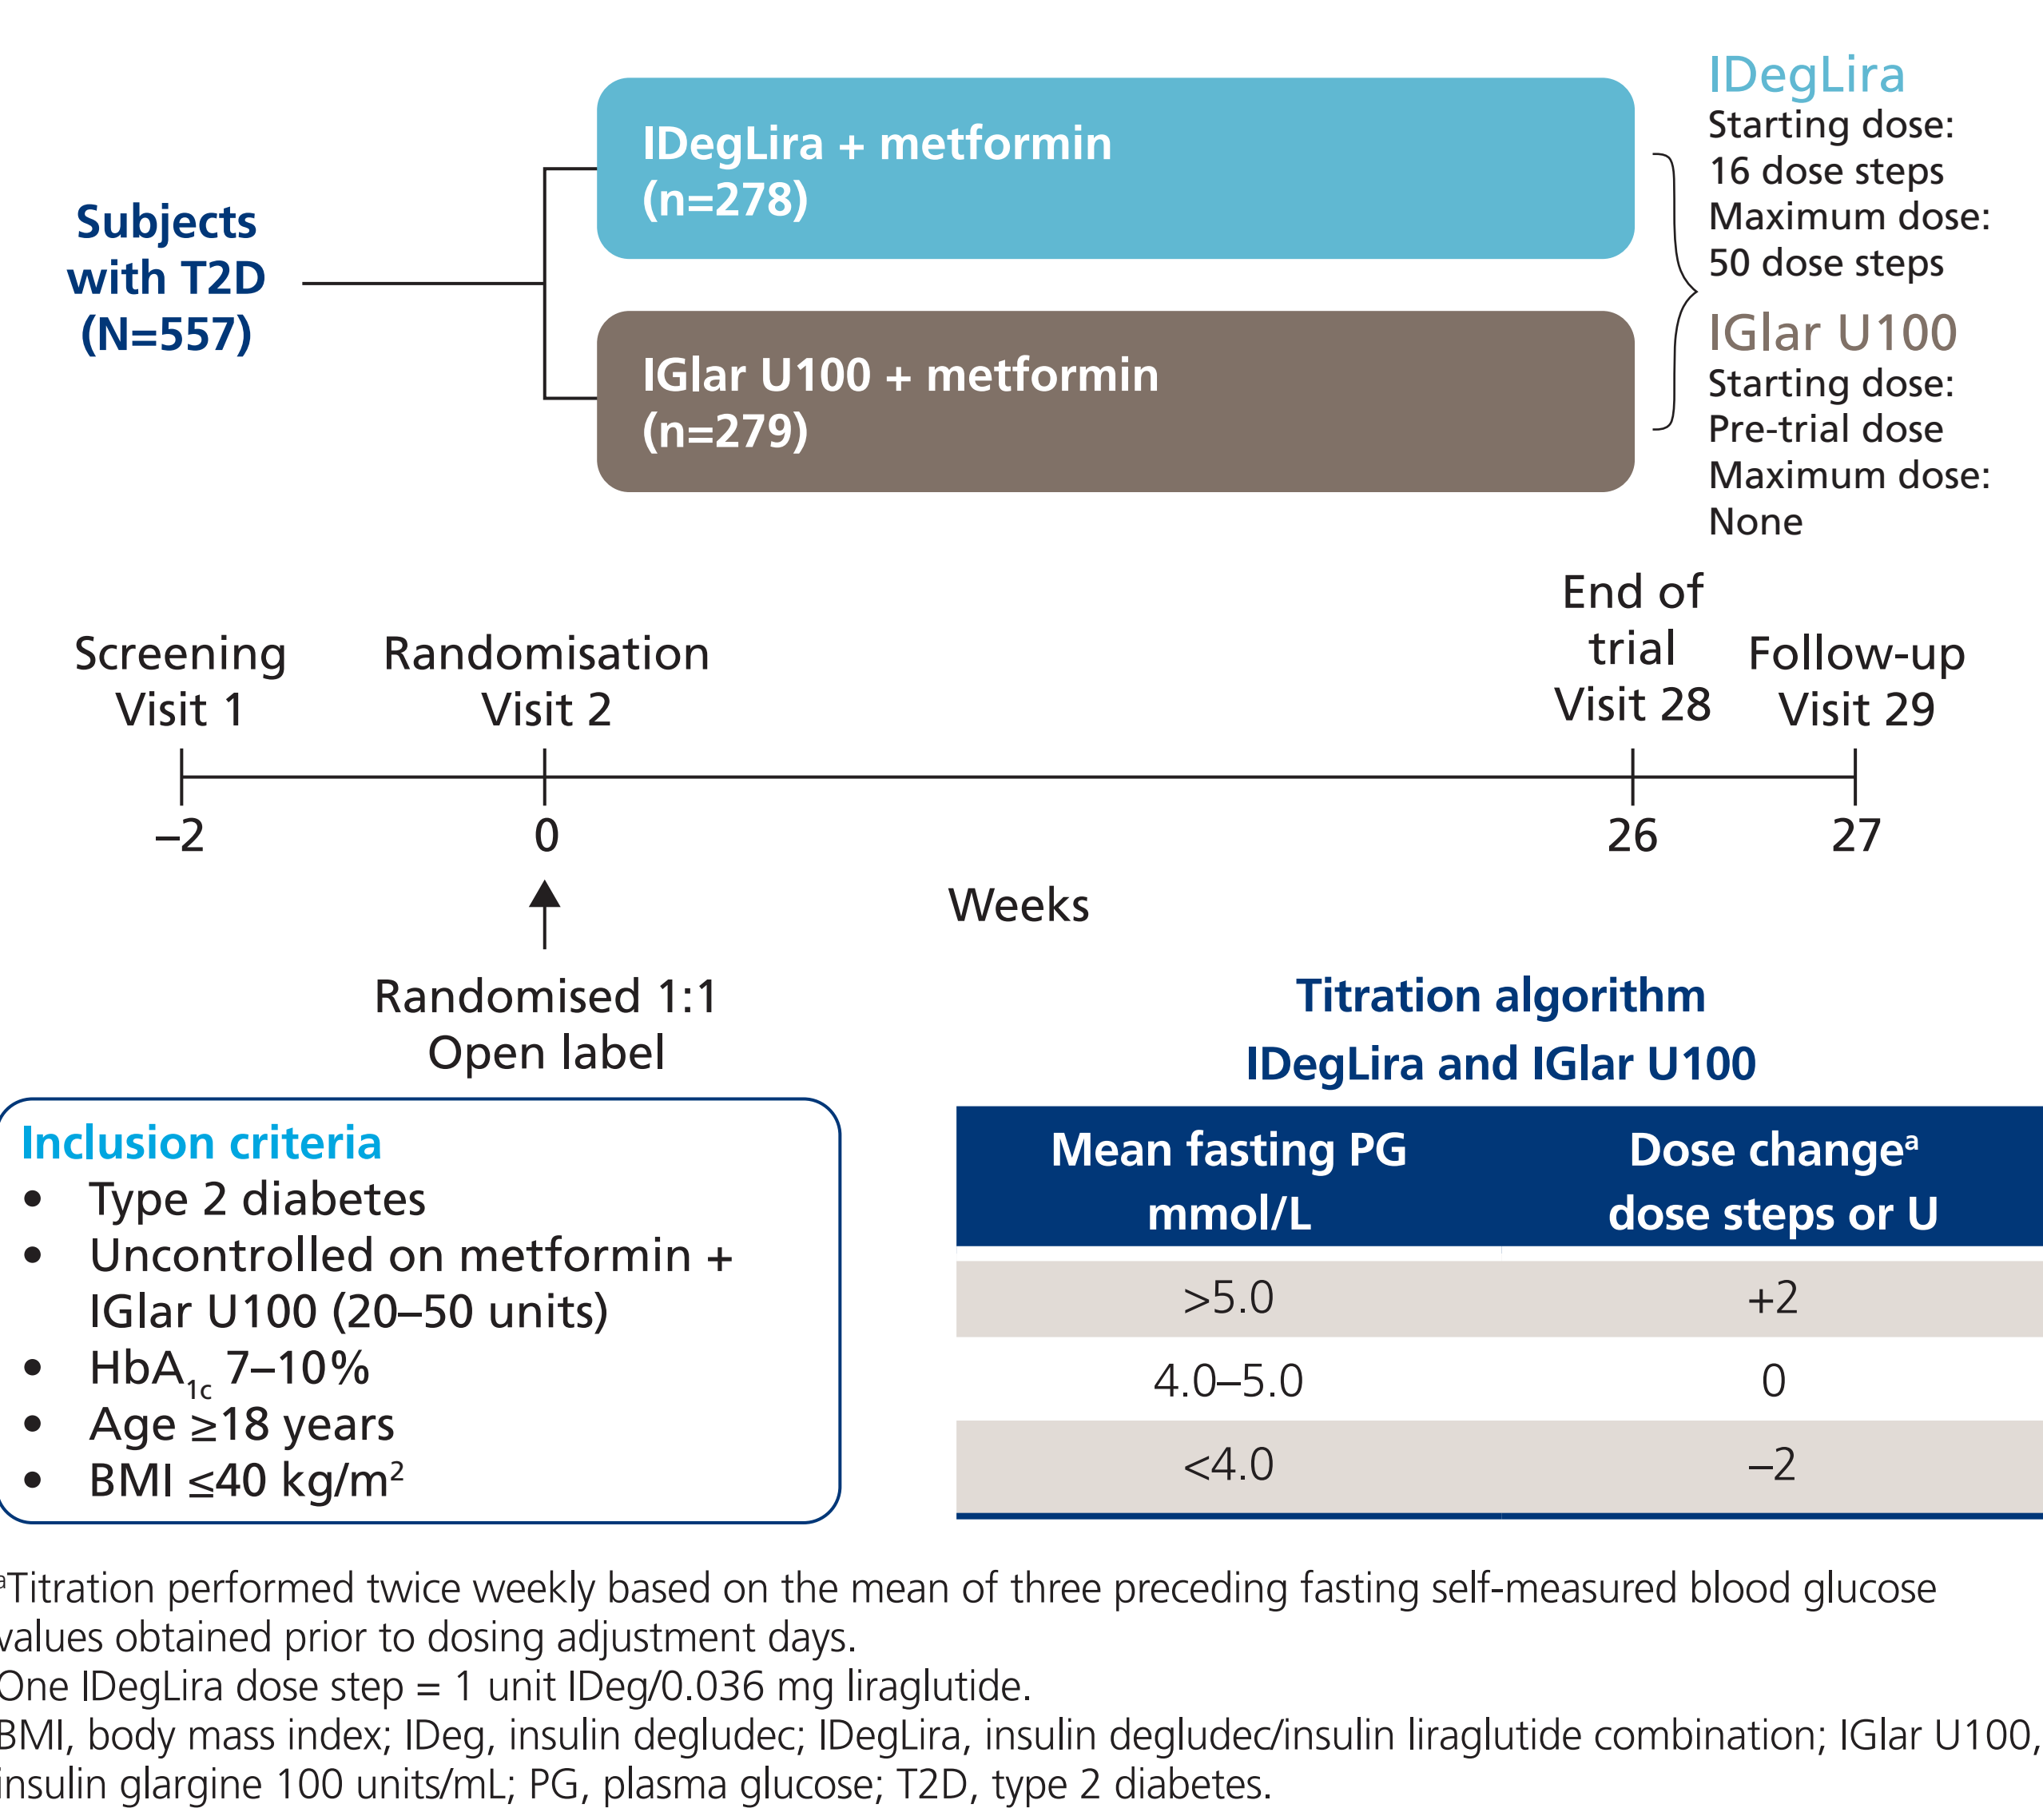 IDegLira + metformin
(n=278)
Subjects
with T2D
(N=557)
IGlar U100 + metformin
(n=279)
IDegLira
Starting dose:
16 dose steps
Maximum dose:
50 dose steps
IGlar U100
Starting dose:
Pre-trial dose
Maximum dose:
None
Screening
Visit 1
Randomisation
Visit 2
End of
trial
Visit 28
Follow-up
Visit 29
–2
0
26
27
Weeks
Randomised 1:1
Open label
Inclusion criteria
• Type 2 diabetes
• Uncontrolled on metformin +
IGlar U100 (20–50 units)
• HbA1c 7–10%
• Age ≥18 years
• BMI ≤40 kg/m²
Titration algorithm
IDegLira and IGlar U100
Mean fasting PG
mmol/L
Dose changeᵃ
dose steps or U
>5.0 +2
4.0–5.0 0
<4.0 –2
ᵃTitration performed twice weekly based on the mean of three preceding fasting self-measured blood glucose
values obtained prior to dosing adjustment days.
One IDegLira dose step = 1 unit IDeg/0.036 mg liraglutide.
BMI, body mass index; IDeg, insulin degludec; IDegLira, insulin degludec/insulin liraglutide combination; IGlar U100,
insulin glargine 100 units/mL; PG, plasma glucose; T2D, type 2 diabetes.